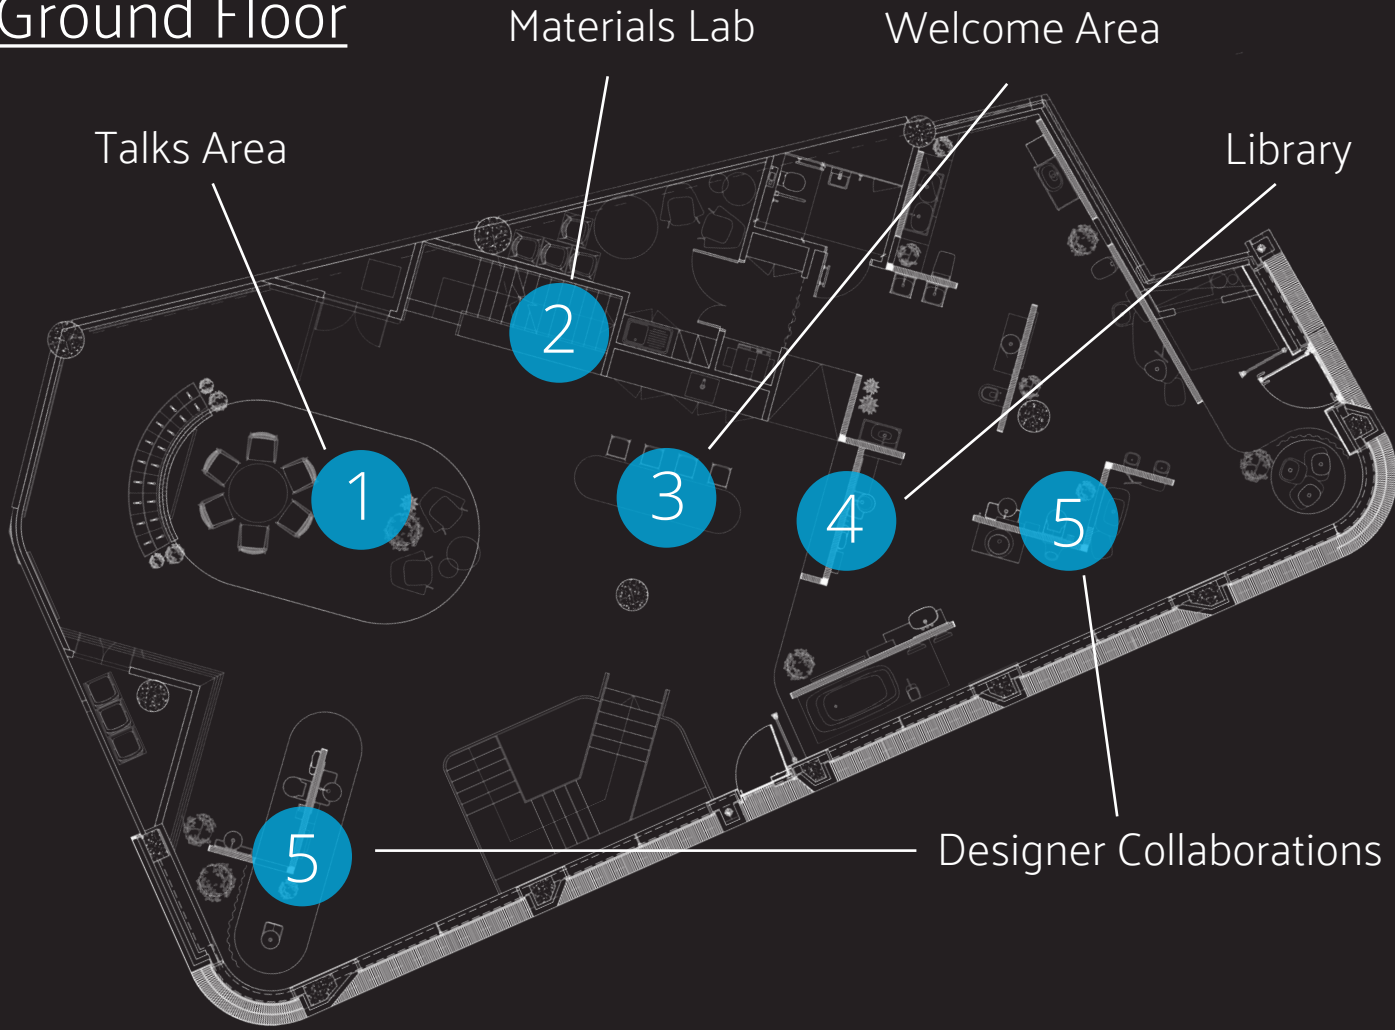 Ground Floor
Materials Lab
Welcome Area
Talks Area
Library
2
1
3
4
5
5
Designer Collaborations